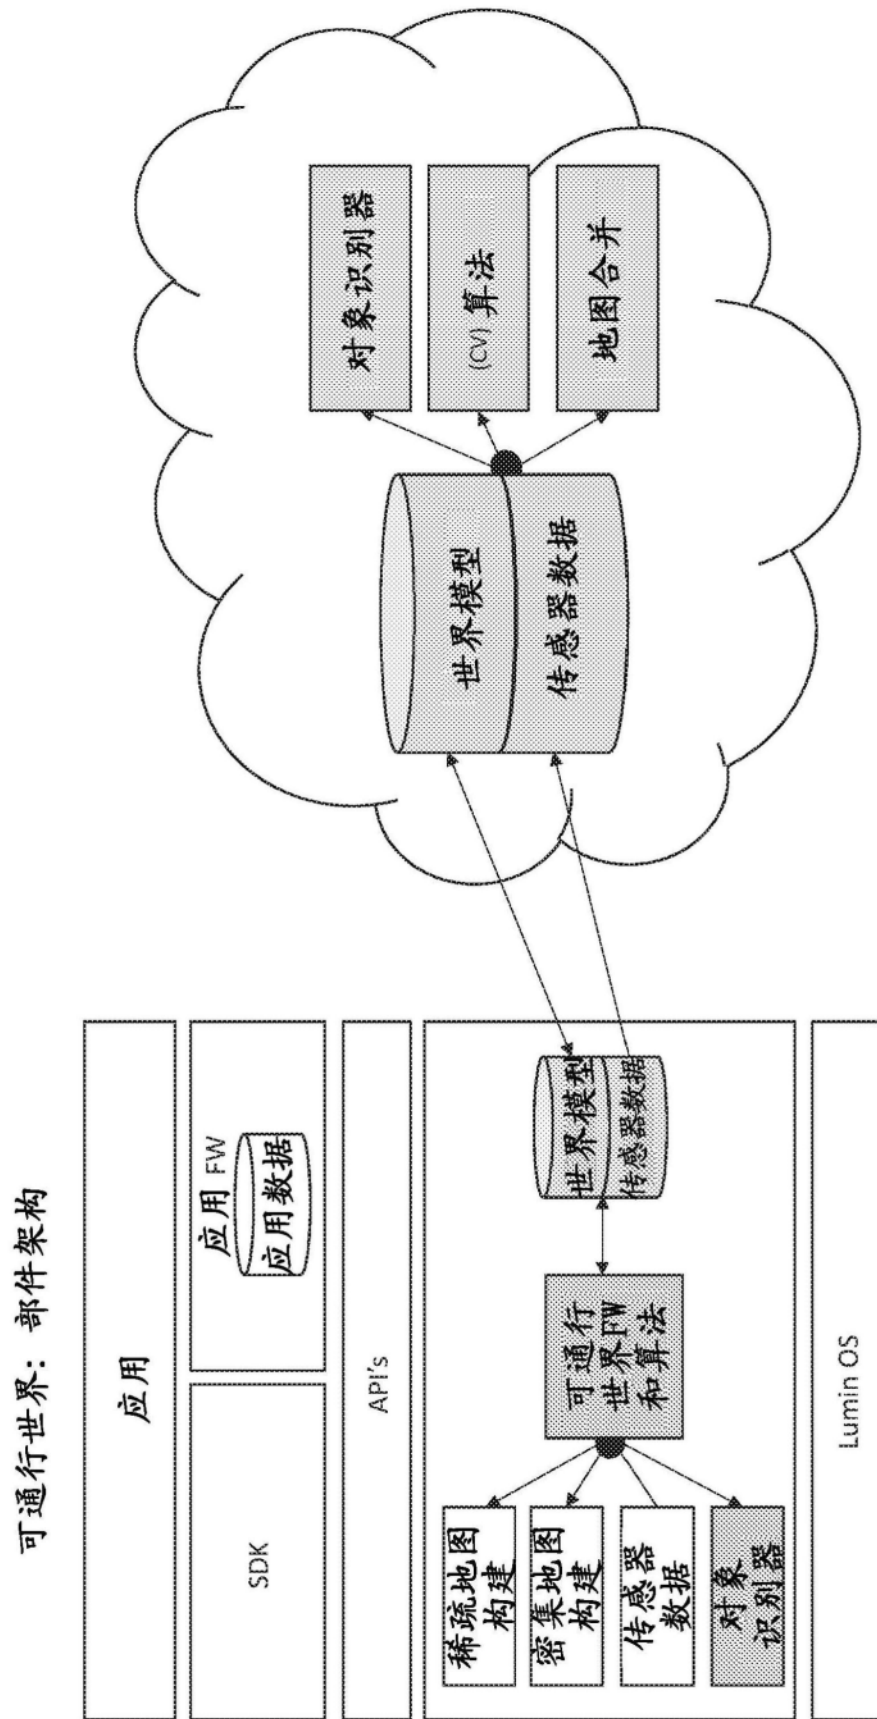 可通行世界：部件架构
应用
SDK
应用 FW
应用数据
API's
稀疏地图
构建
密集地图
构建
传感器
数据
对象
识别器
可通行
世界FW
和算法
世界模型
传感器数据
Lumin OS
世界模型
传感器数据
对象识别器
(CV) 算法
地图合并